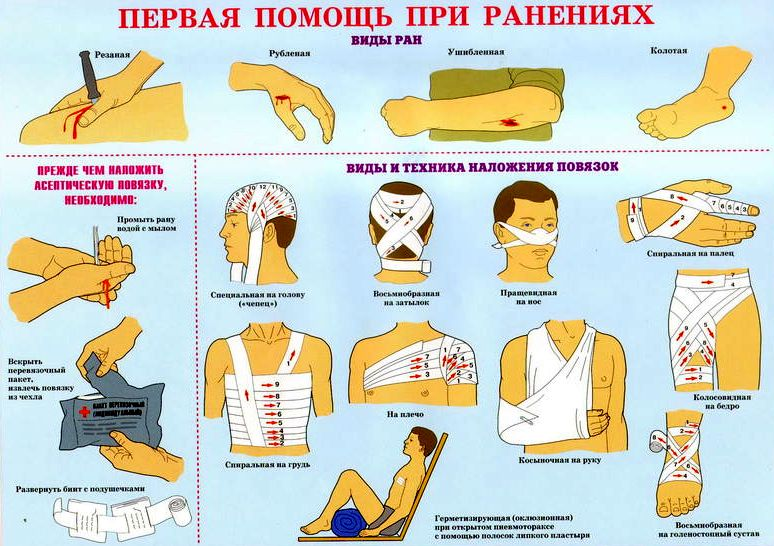 ПЕРВАЯ ПОМОЩЬ ПРИ РАНЕНИЯХ
ВИДЫ РАН
Резаная
Рубленая
Ушибленная
Колотая
ПРЕЖДЕ ЧЕМ НАЛОЖИТЬ
АСЕПТИЧЕСКУЮ ПОВЯЗКУ,
НЕОБХОДИМО:
Промыть рану
водой с мылом
Вскрыть
перевязочный
пакет,
извлечь повязку
из чехла
ПАКЕТ ПЕРЕВЯЗОЧНЫЙ
(ИНДИВИДУАЛЬНЫЙ)
Развернуть бинт с подушечками
ВИДЫ И ТЕХНИКА НАЛОЖЕНИЯ ПОВЯЗОК
Специальная на голову
(«чепец»)
Восьмиобразная
на затылок
Пращевидная
на нос
Спиральная на палец
Спиральная на грудь
На плечо
Косыночная на руку
Колосовидная
на бедро
Герметизирующая (окклюзионная)
при открытом пневмотораксе
с помощью полосок липкого пластыря
Восьмиобразная
на голеностопный сустав